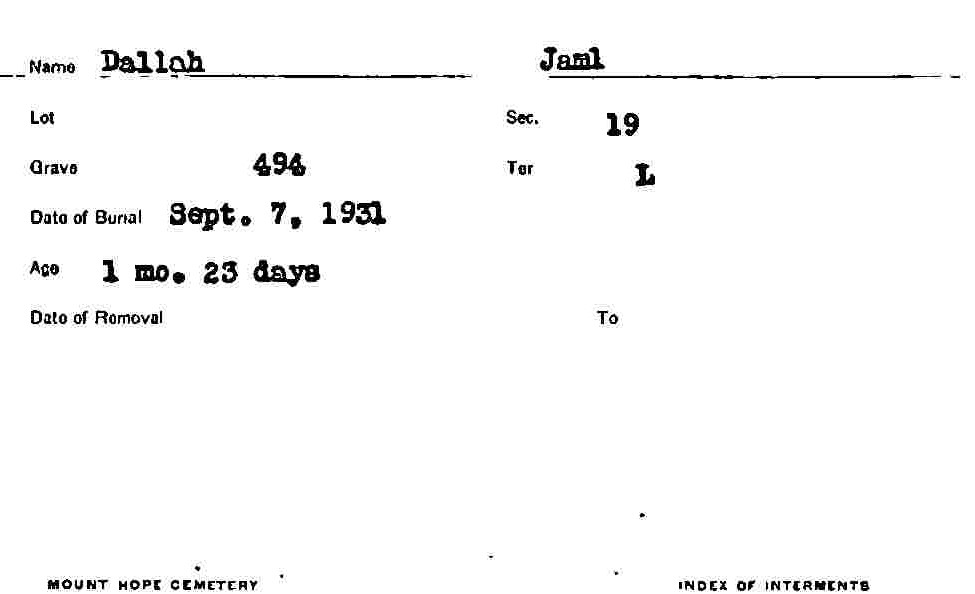 Name Dallah Jaml
Lot Sec. 19
Grave 494 Ter L
Date of Burial Sept. 7, 1931
Age 1 mo. 23 days
Date of Removal To
MOUNT HOPE CEMETERY INDEX OF INTERMENTS